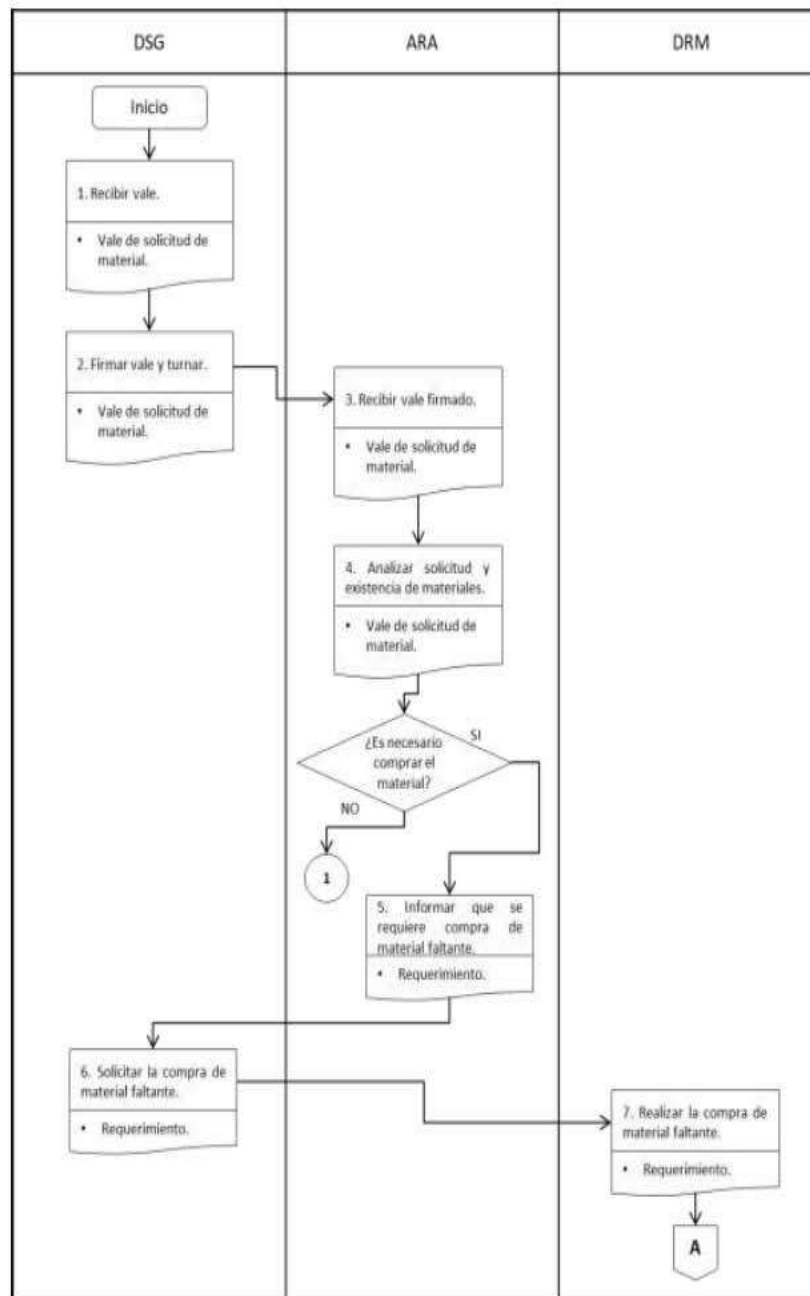 DSG
ARA
DRM
Inicio
1. Recibir vale.
• Vale de solicitud de
material.
2. Firmar vale y turnar.
• Vale de solicitud de
material.
3. Recibir vale firmado.
• Vale de solicitud de
material.
4. Analizar solicitud y
existencia de materiales.
• Vale de solicitud de
material.
¿Es necesario
comprar el
material?
SI
NO
1
5. Informar que se
requiere compra de
material faltante.
• Requerimiento.
6. Solicitar la compra de
material faltante.
• Requerimiento.
7. Realizar la compra de
material faltante.
• Requerimiento.
A